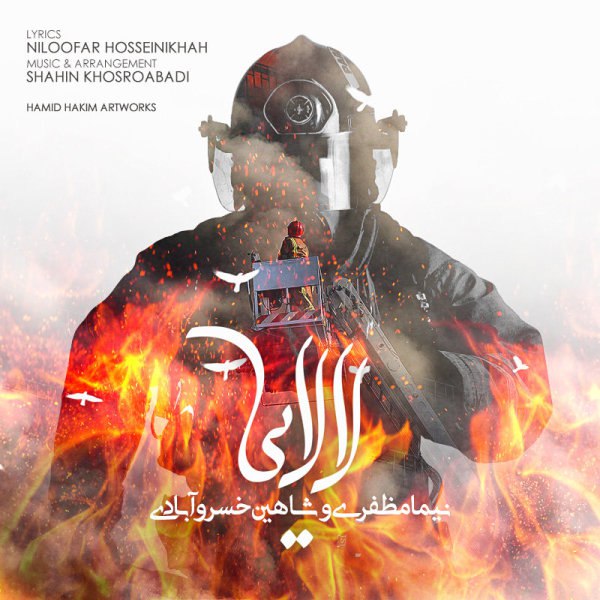 LYRICS
NILOOFAR HOSSEINIKHAH
MUSIC & ARRANGEMENT
SHAHIN KHOSROABADI
HAMID HAKIM ARTWORKS
لالایی
نیما مظفری و شاهین خسروآبادی